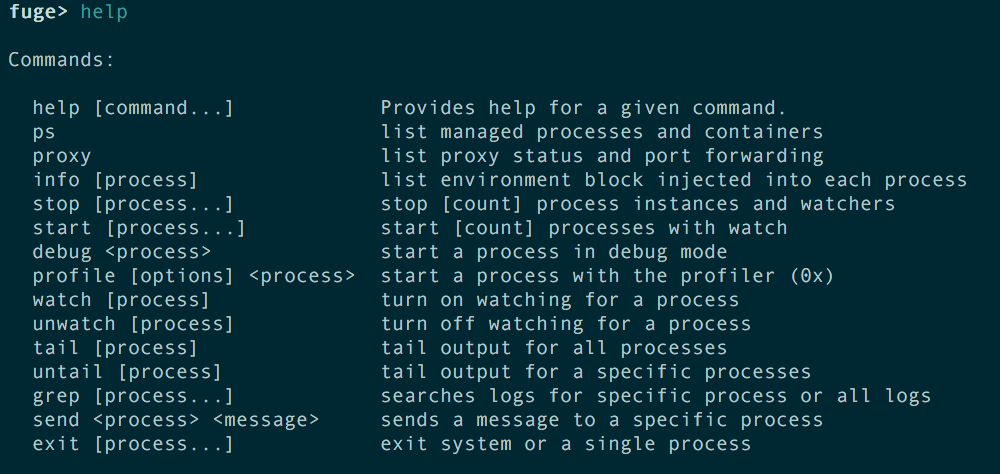 fuge> help
Commands:
help [command...] Provides help for a given command.
ps list managed processes and containers
proxy list proxy status and port forwarding
info [process] list environment block injected into each process
stop [process...] stop [count] process instances and watchers
start [process...] start [count] processes with watch
debug <process> start a process in debug mode
profile [options] <process> start a process with the profiler (0x)
watch [process] turn on watching for a process
unwatch [process] turn off watching for a process
tail [process] tail output for all processes
untail [process] tail output for a specific processes
grep [process...] searches logs for specific process or all logs
send <process> <message> sends a message to a specific process
exit [process...] exit system or a single process